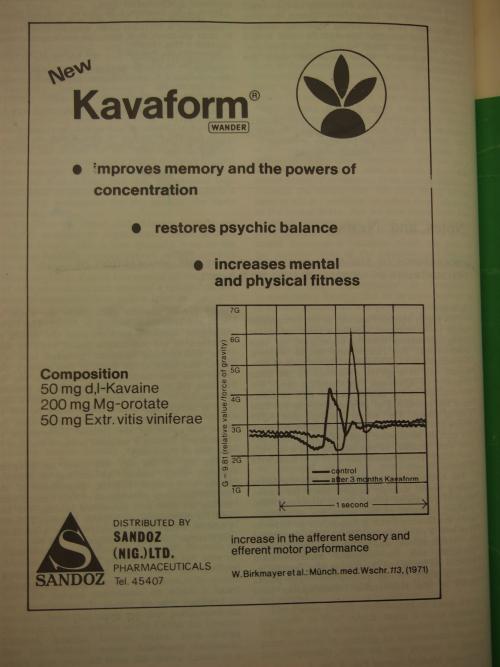 New
Kavaform®
WANDER
improves memory and the powers of
concentration
restores psychic balance
increases mental
and physical fitness
Composition
50 mg d,l-Kavaine
200 mg Mg-orotate
50 mg Extr. vitis viniferae
7G
6G
5G
4G
3G
2G
1G
G = 9.81 (relative value/force of gravity)
control
after 3 months Kavaform
1 second
increase in the afferent sensory and
efferent motor performance
W. Birkmayer et al.: Münch. med. Wschr. 113, (1971)
S
SANDOZ
DISTRIBUTED BY
SANDOZ
(NIG.) LTD.
PHARMACEUTICALS
Tel. 45407